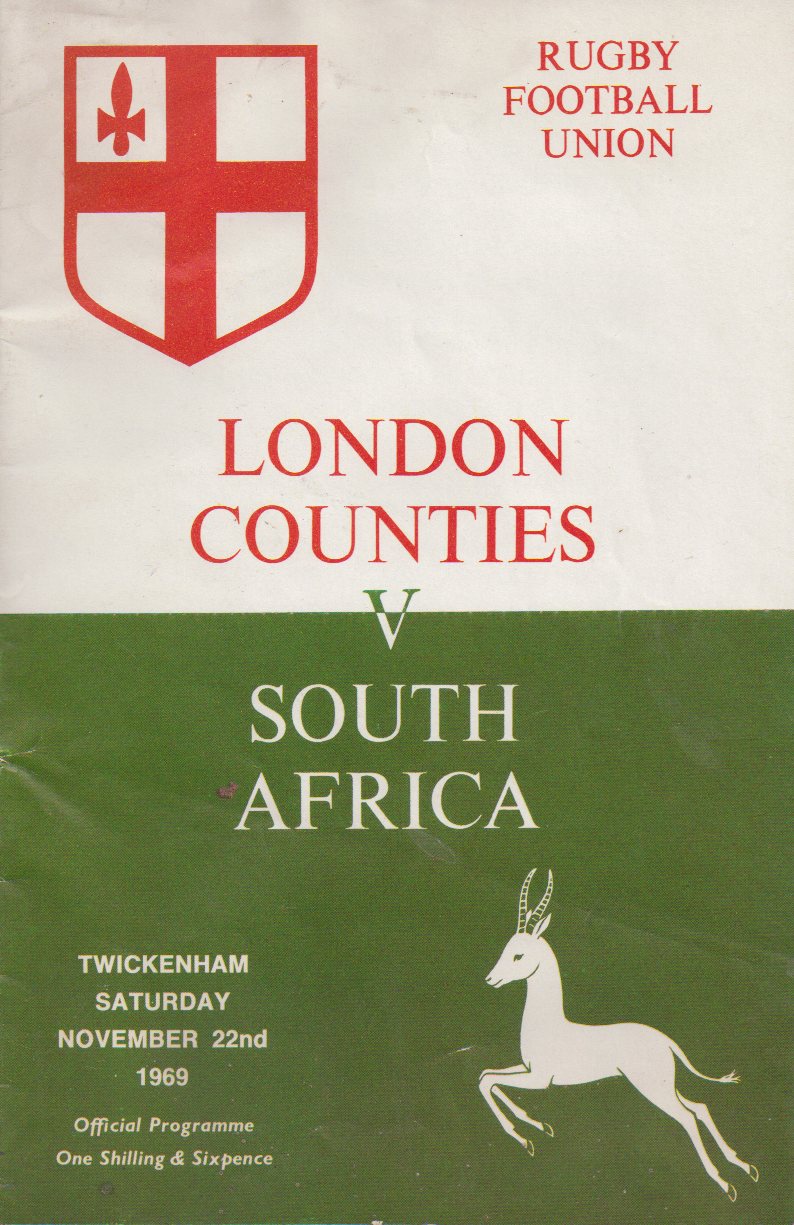 RUGBY
FOOTBALL
UNION
LONDON
COUNTIES
V
SOUTH
AFRICA
TWICKENHAM
SATURDAY
NOVEMBER 22nd
1969
Official Programme
One Shilling & Sixpence